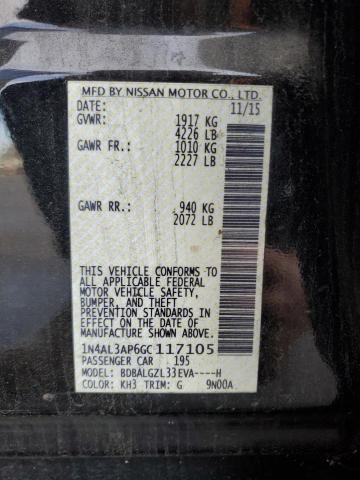 MFD BY NISSAN MOTOR CO., LTD.
DATE: 11/15
GVWR: 1917 KG
4226 LB
GAWR FR.: 1010 KG
2227 LB
GAWR RR.: 940 KG
2072 LB
THIS VEHICLE CONFORMS TO
ALL APPLICABLE FEDERAL
MOTOR VEHICLE SAFETY,
BUMPER, AND THEFT
PREVENTION STANDARDS
IN EFFECT ON THE DATE OF
MANUFACTURE SHOWN ABOVE.
1N4AL3AP6GC117105
PASSENGER CAR 195
MODEL: BDBALGZL33EVA----H
COLOR: KH3 TRIM: G 9N00A